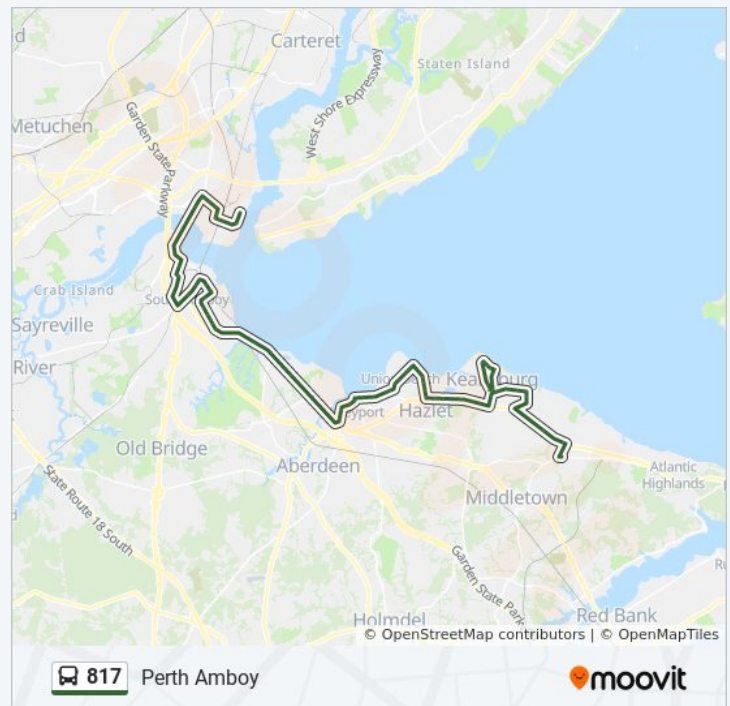 Carteret
Staten Island
West Shore Expressway
Garden State Parkway
Metuchen
Crab Island
Sayreville
River
Old Bridge
State Route 18 South
Aberdeen
Hazlet
Middletown
Atlantic
Highlands
Garden State Park
Red Bank
Holmdel
© OpenStreetMap contributors | © OpenMapTiles
817 Perth Amboy
moovit